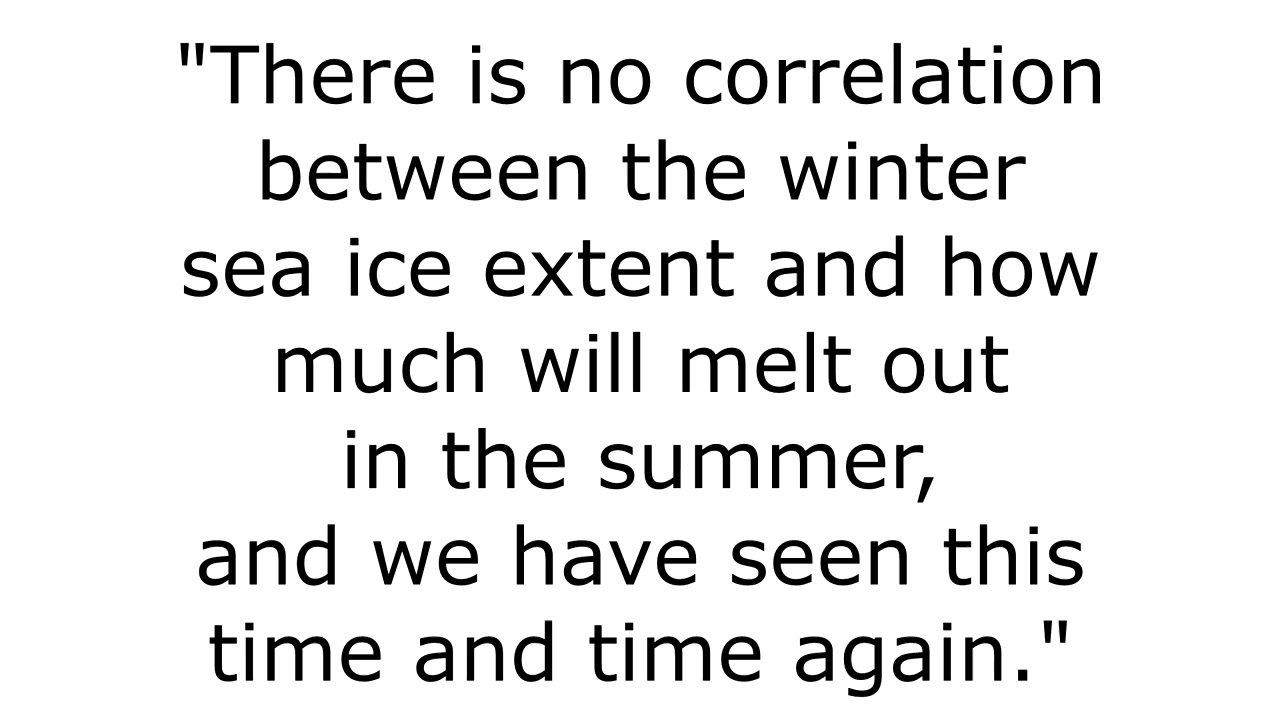 "There is no correlation
between the winter
sea ice extent and how
much will melt out
in the summer,
and we have seen this
time and time again."